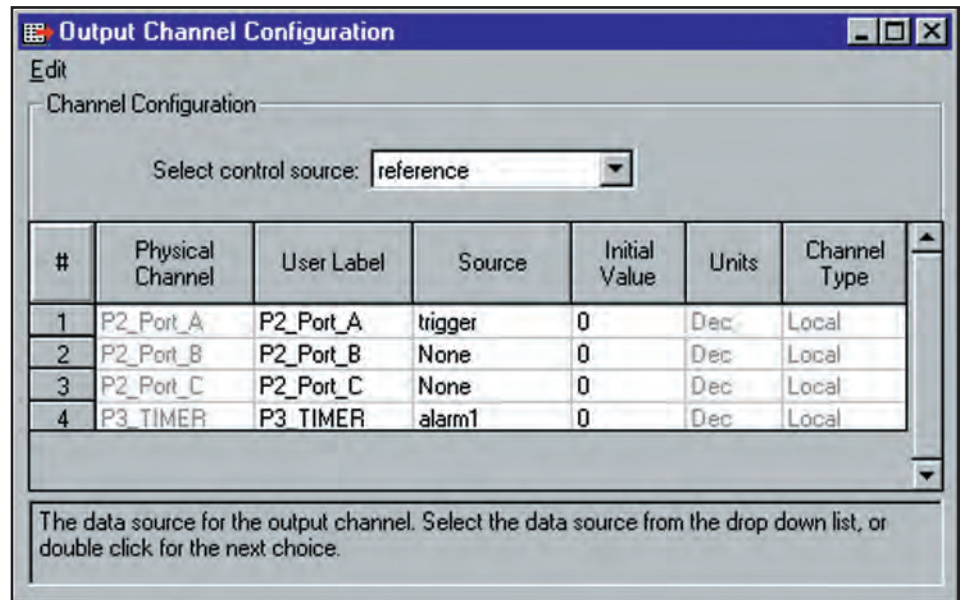 Output Channel Configuration
Edit
Channel Configuration
Select control source: reference
# Physical Channel User Label Source Initial Value Units Channel Type
1 P2_Port_A P2_Port_A trigger 0 Dec Local
2 P2_Port_B P2_Port_B None 0 Dec Local
3 P2_Port_C P2_Port_C None 0 Dec Local
4 P3_TIMER P3_TIMER alarm1 0 Dec Local
The data source for the output channel. Select the data source from the drop down list, or
double click for the next choice.